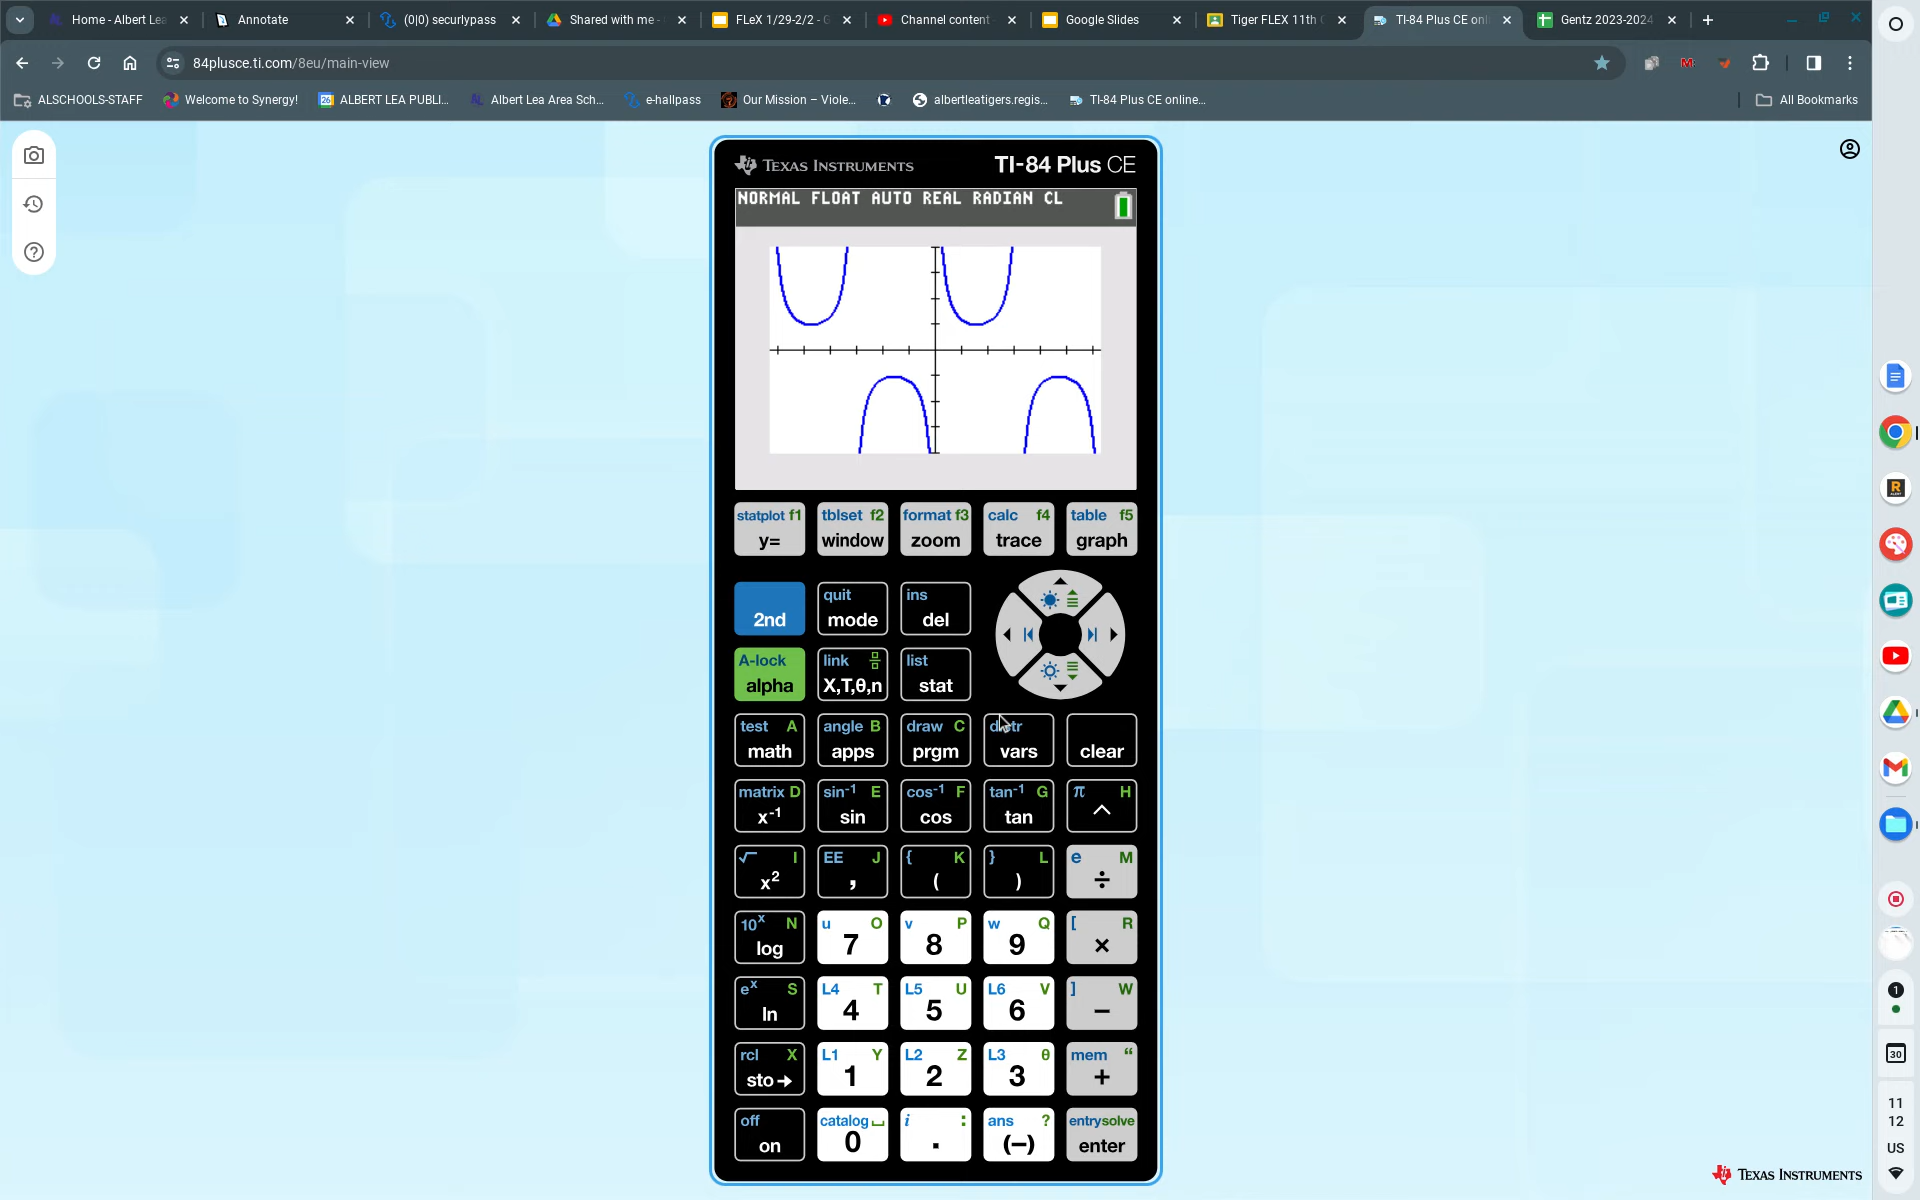 Home - Albert Lea
Annotate
(0|0) securlypass
Shared with me -
FLeX 1/29-2/2 - G
Channel content
Google Slides
Tiger FLEX 11th
TI-84 Plus CE onl
Gentz 2023-2024
84plusce.ti.com/8eu/main-view
ALSCHOOLS-STAFF
Welcome to Synergy!
ALBERT LEA PUBLI...
Albert Lea Area Sch...
e-hallpass
Our Mission – Viole...
albertleatigers.regis...
TI-84 Plus CE online...
All Bookmarks
TEXAS INSTRUMENTS TI-84 Plus CE
NORMAL FLOAT AUTO REAL RADIAN CL
statplot f1 tblset f2 format f3 calc f4 table f5
y= window zoom trace graph
quit ins
2nd mode del
A-lock link list
alpha X,T,θ,n stat
test A angle B draw C distr
math apps prgm vars clear
matrix D sin-1 E cos-1 F tan-1 G π H
x-1 sin cos tan ^
√ I EE J { K } L e M
x² , ( ) ÷
10x N u O v P w Q [ R
log 7 8 9 ×
ex S L4 T L5 U L6 V ] W
ln 4 5 6 −
rcl X L1 Y L2 Z L3 θ mem “
sto→ 1 2 3 +
off catalog i : ans ? entry solve
on 0 . (−) enter
TEXAS INSTRUMENTS
1
30
11
12
US